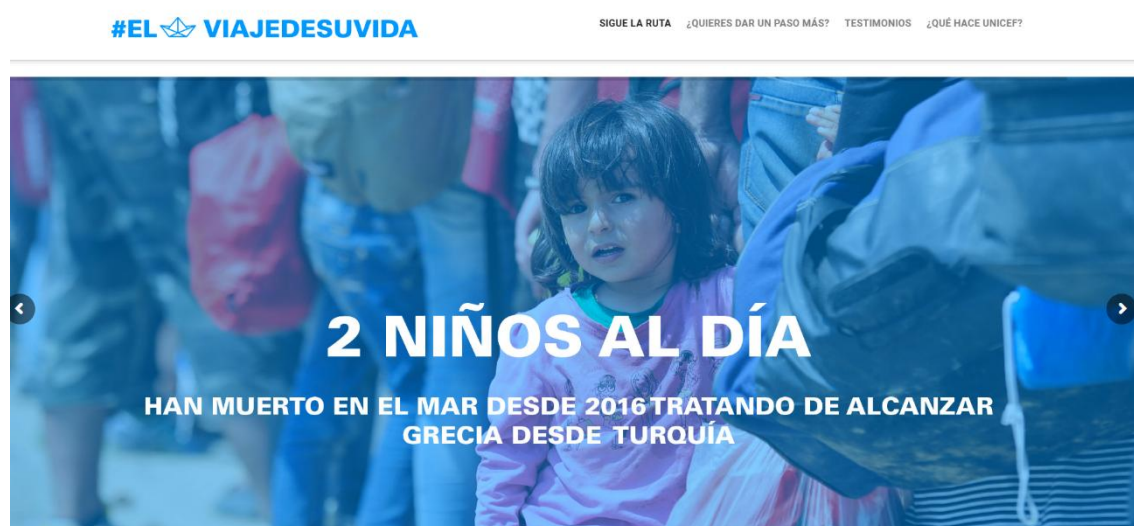 #EL VIAJEDESUVIDA
SIGUE LA RUTA ¿QUIERES DAR UN PASO MÁS? TESTIMONIOS ¿QUÉ HACE UNICEF?
2 NIÑOS AL DÍA
HAN MUERTO EN EL MAR DESDE 2016 TRATANDO DE ALCANZAR
GRECIA DESDE TURQUÍA